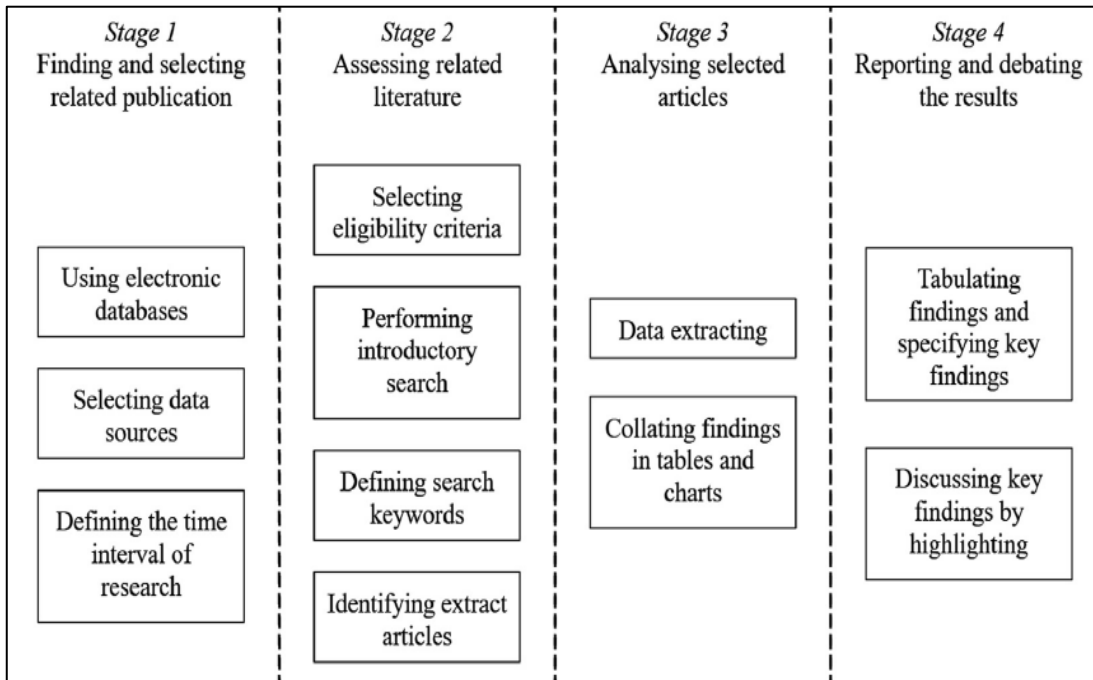 Stage 1
Finding and selecting
related publication
Using electronic
databases
Selecting data
sources
Defining the time
interval of
research
Stage 2
Assessing related
literature
Selecting
eligibility criteria
Performing
introductory
search
Defining search
keywords
Identifying extract
articles
Stage 3
Analysing selected
articles
Data extracting
Collating findings
in tables and
charts
Stage 4
Reporting and debating
the results
Tabulating
findings and
specifying key
findings
Discussing key
findings by
highlighting